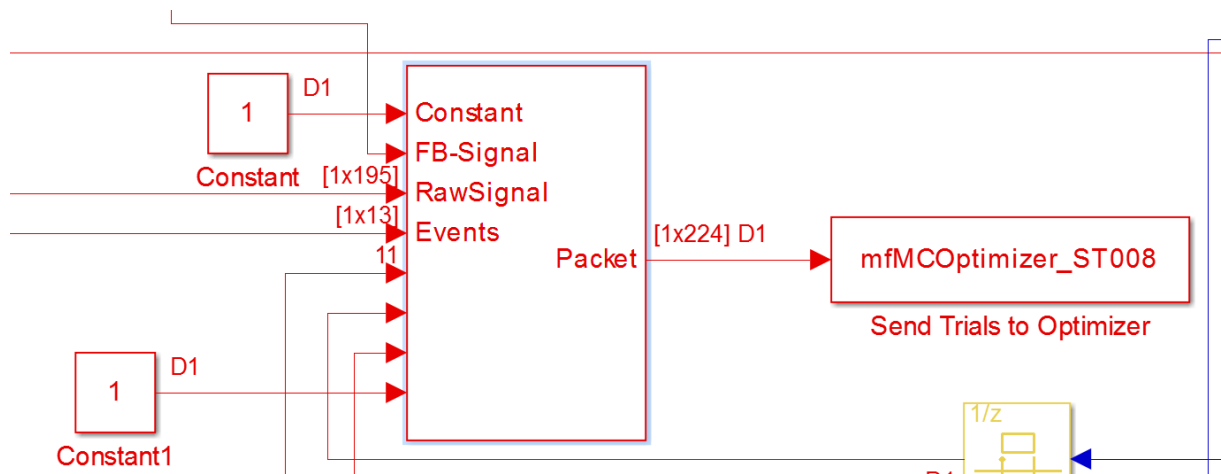 D1
1
Constant
Constant
FB-Signal
[1x195]
RawSignal
[1x13]
Events
11
Packet
[1x224] D1
mfMCOptimizer_ST008
Send Trials to Optimizer
D1
1
Constant1
1/z